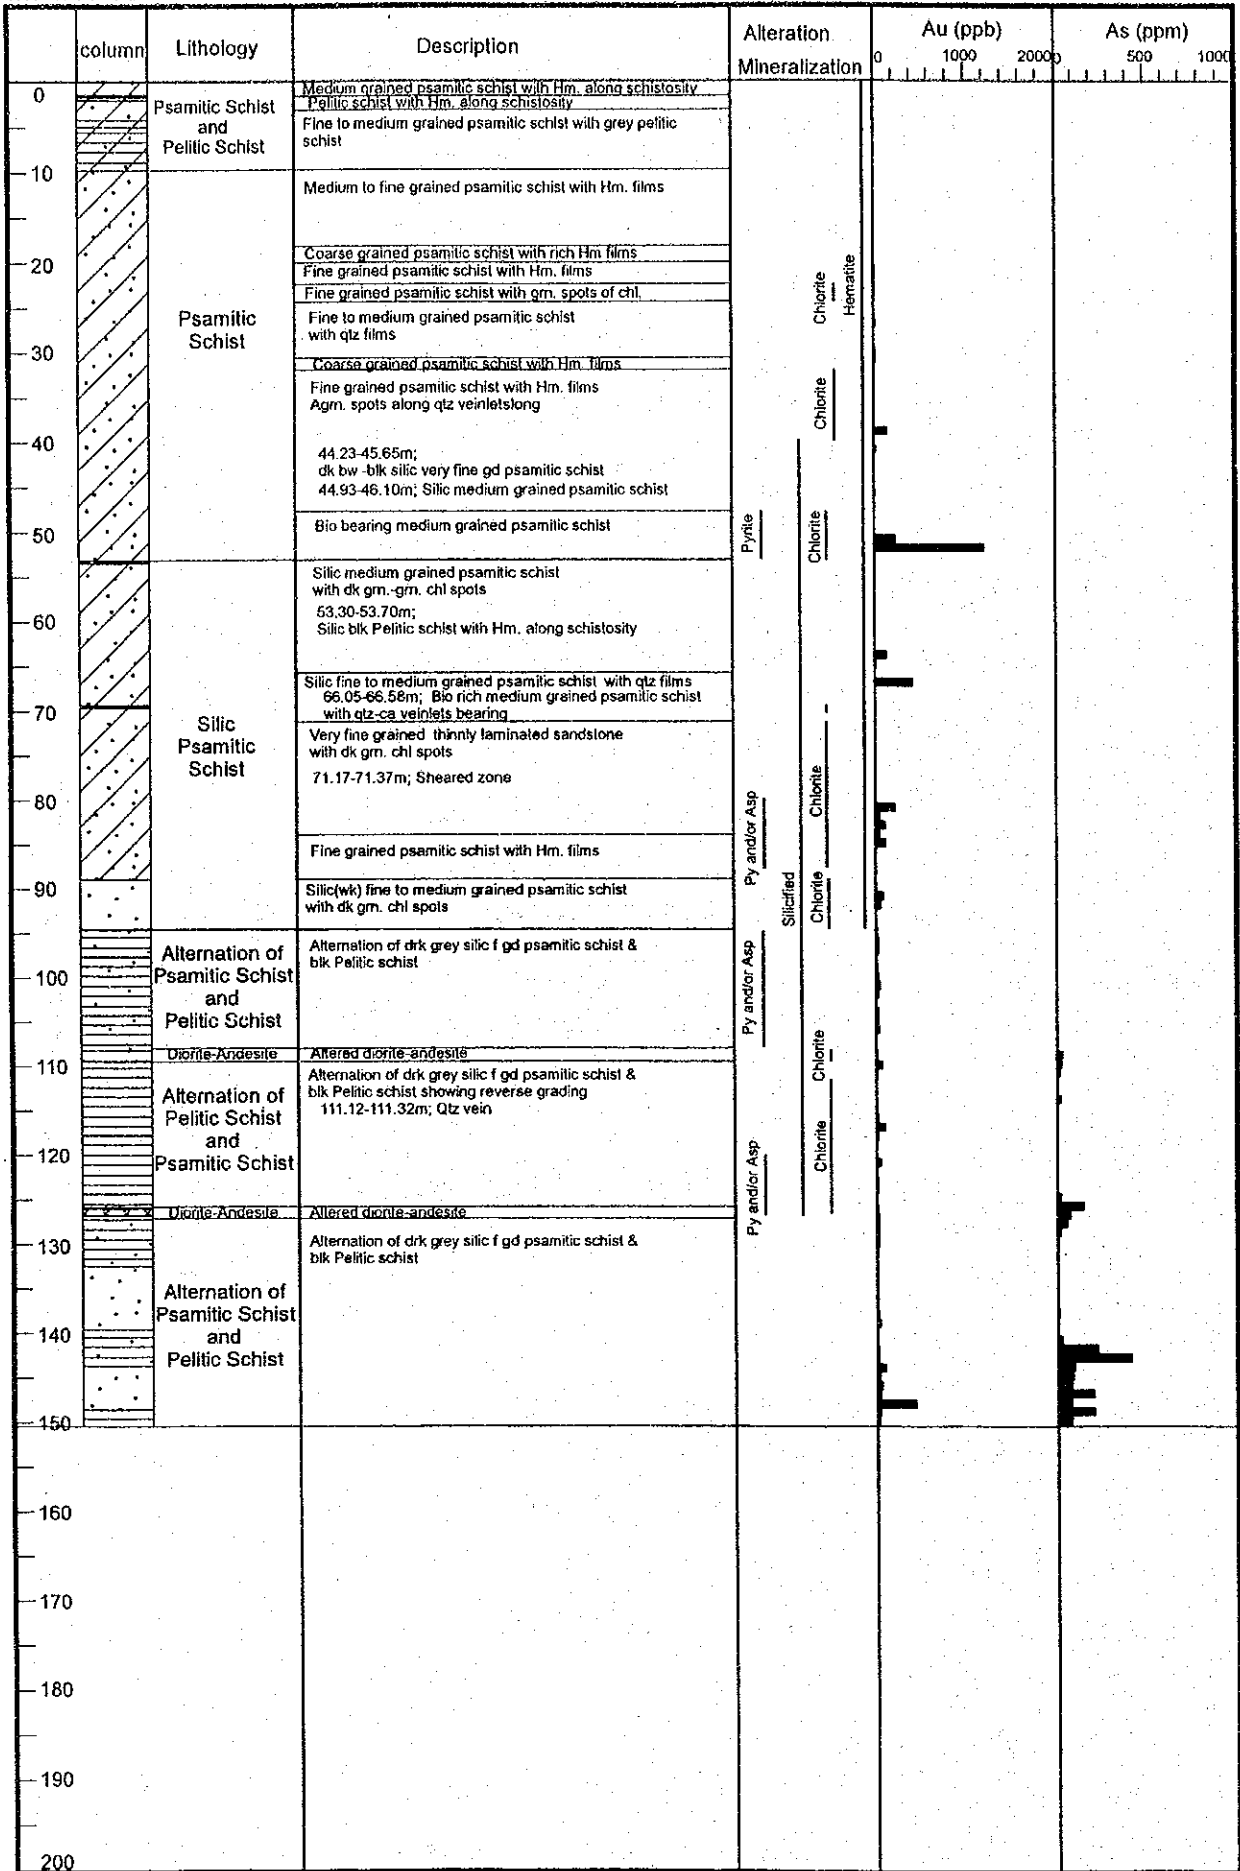 column
Lithology
Description
Alteration
Mineralization
Au (ppb)
0 1000 2000
As (ppm)
0 500 1000
0
10
20
30
40
50
60
70
80
90
100
110
120
130
140
150
160
170
180
190
200
Psamitic Schist
and
Pelitic Schist
Psamitic
Schist
Silic
Psamitic
Schist
Alternation of
Psamitic Schist
and
Pelitic Schist
Diorite-Andesite
Alternation of
Pelitic Schist
and
Psamitic Schist
Diorite-Andesite
Alternation of
Psamitic Schist
and
Pelitic Schist
Medium grained psamitic schist with Hm. along schistosity
Pelitic schist with Hm. along schistosity
Fine to medium grained psamitic schist with grey pelitic
schist
Medium to fine grained psamitic schist with Hm. films
Coarse grained psamitic schist with rich Hm films
Fine grained psamitic schist with Hm. films
Fine grained psamitic schist with grn. spots of chl.
Fine to medium grained psamitic schist
with qtz films
Coarse grained psamitic schist with Hm. films
Fine grained psamitic schist with Hm. films
Agrn. spots along qtz veinletslong
44.23-45.65m;
dk bw -blk silic very fine gd psamitic schist
44.93-46.10m; Silic medium grained psamitic schist
Bio bearing medium grained psamitic schist
Silic medium grained psamitic schist
with dk grn.-grn. chl spots
53.30-53.70m;
Silic blk Pelitic schist with Hm. along schistosity
Silic fine to medium grained psamitic schist with qtz films
66.05-66.58m; Bio rich medium grained psamitic schist
with qtz-ca veinlets bearing
Very fine grained thinnly laminated sandstone
with dk grn. chl spots
71.17-71.37m; Sheared zone
Fine grained psamitic schist with Hm. films
Silic(wk) fine to medium grained psamitic schist
with dk grn. chl spots
Alternation of drk grey silic f gd psamitic schist &
blk Pelitic schist
Altered diorite-andesite
Alternation of drk grey silic f gd psamitic schist &
blk Pelitic schist showing reverse grading
111.12-111.32m; Qtz vein
Altered diorite-andesite
Alternation of drk grey silic f gd psamitic schist &
blk Pelitic schist
Chlorite
Hematite
Chlorite
Pyrite
Chlorite
Chlorite
Py and/or Asp
Silicified
Chlorite
Py and/or Asp
Chlorite
Chlorite
Py and/or Asp